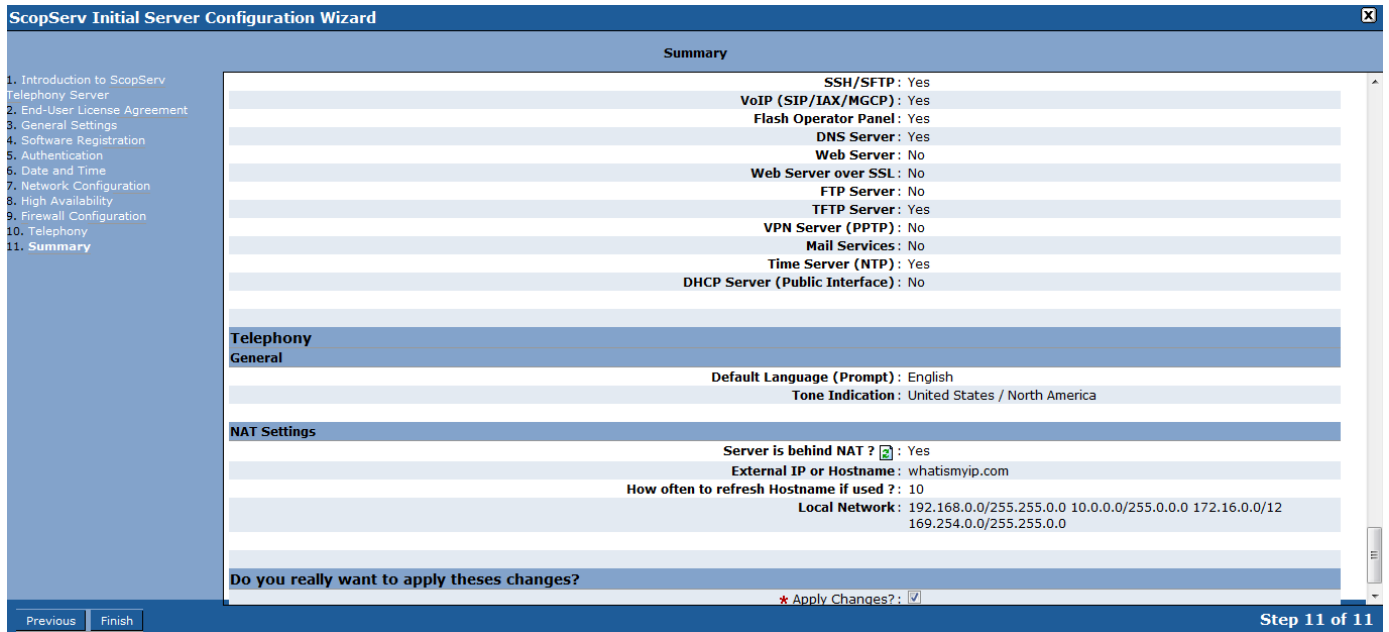 ScopServ Initial Server Configuration Wizard
Summary
1. Introduction to ScopServ
Telephony Server
2. End-User License Agreement
3. General Settings
4. Software Registration
5. Authentication
6. Date and Time
7. Network Configuration
8. High Availability
9. Firewall Configuration
10. Telephony
11. Summary
SSH/SFTP : Yes
VoIP (SIP/IAX/MGCP) : Yes
Flash Operator Panel : Yes
DNS Server : Yes
Web Server : No
Web Server over SSL : No
FTP Server : No
TFTP Server : Yes
VPN Server (PPTP) : No
Mail Services : No
Time Server (NTP) : Yes
DHCP Server (Public Interface) : No
Telephony
General
Default Language (Prompt) : English
Tone Indication : United States / North America
NAT Settings
Server is behind NAT ? : Yes
External IP or Hostname : whatismyip.com
How often to refresh Hostname if used ? : 10
Local Network : 192.168.0.0/255.255.0.0 10.0.0.0/255.0.0.0 172.16.0.0/12
169.254.0.0/255.255.0.0
Do you really want to apply theses changes?
* Apply Changes? :
Previous Finish Step 11 of 11